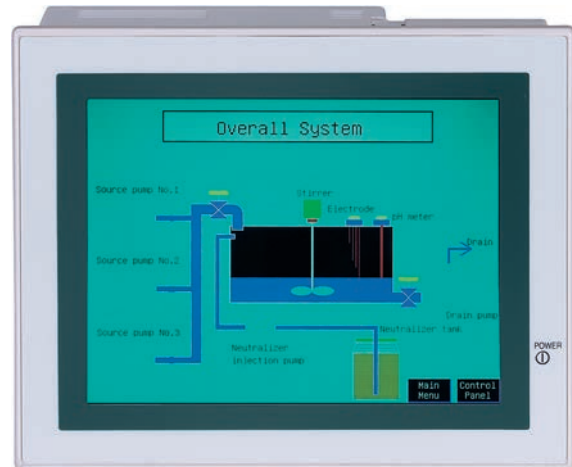 Overall System
Source pump No.1
Stirrer
Electrode
pH meter
Drain
Source pump No.2
Drain pump
Source pump No.3
Neutralizer tank
Neutralizer
injection pump
POWER
Main
Menu
Control
Panel